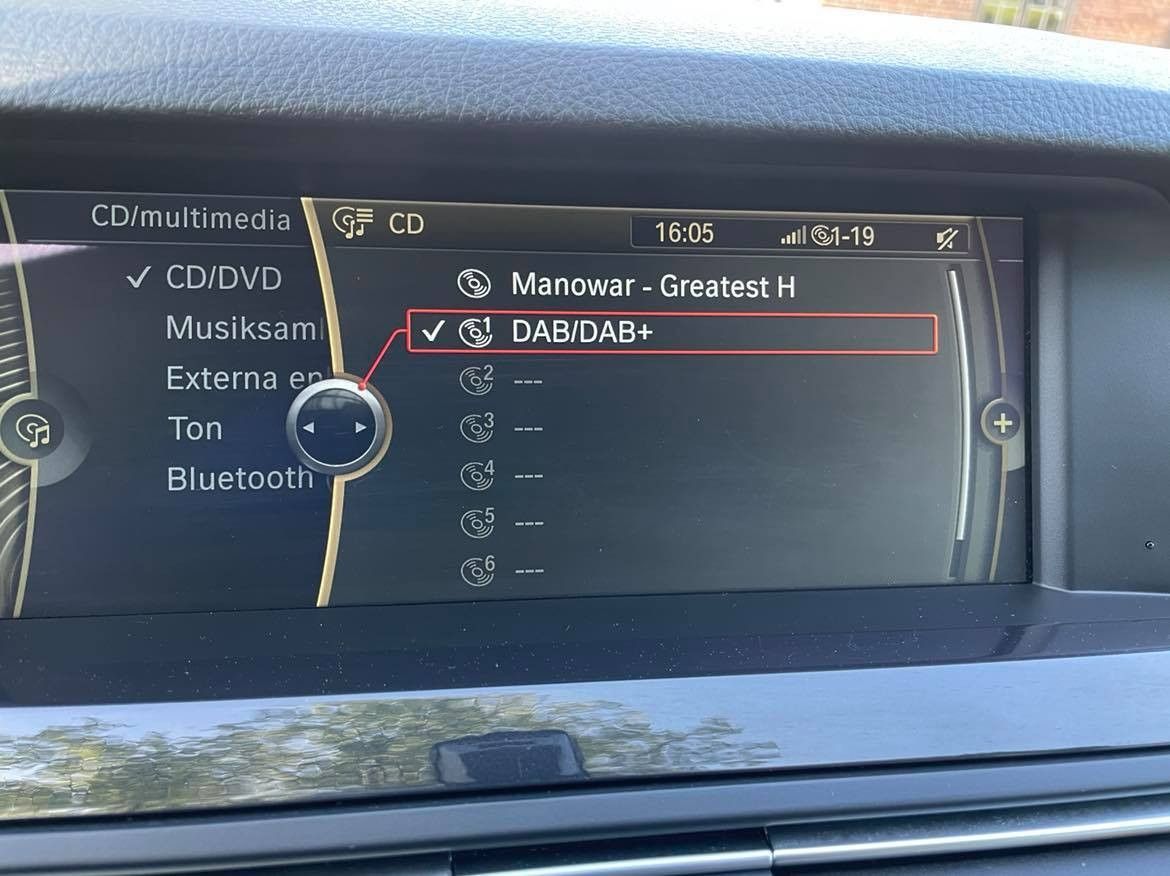 CD/multimedia
CD
16:05
1-19
CD/DVD
Musiksaml
Externa en
Ton
Bluetooth
Manowar - Greatest H
1 DAB/DAB+
2 ---
3 ---
4 ---
5 ---
6 ---